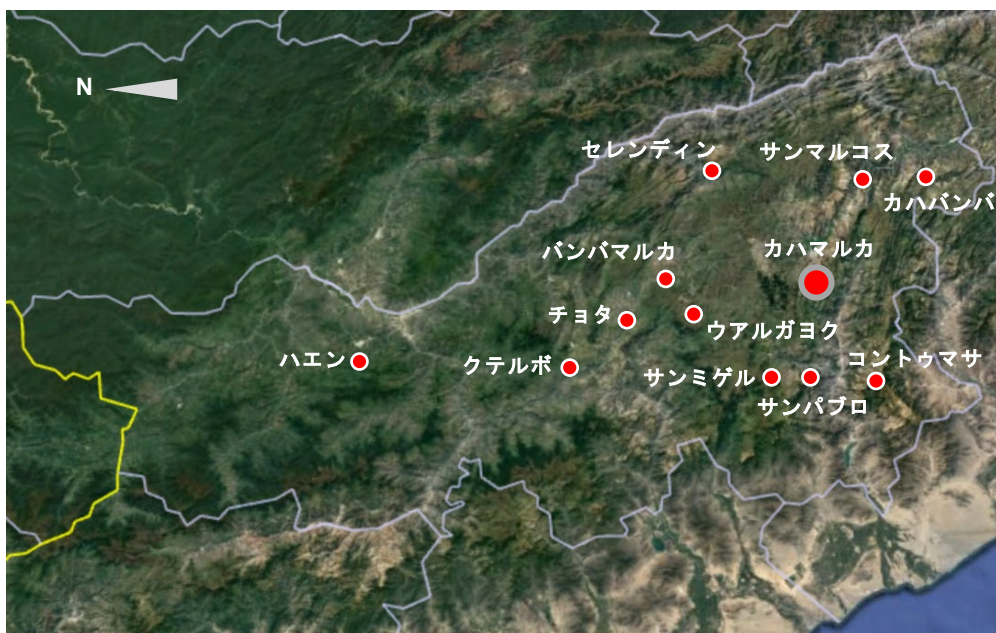 N
セレンディン
サンマルコス
カハバンバ
バンバマルカ
カハマルカ
チョタ
ウアルガヨク
ハエン
クテルボ
コントゥマサ
サンミゲル
サンパブロ